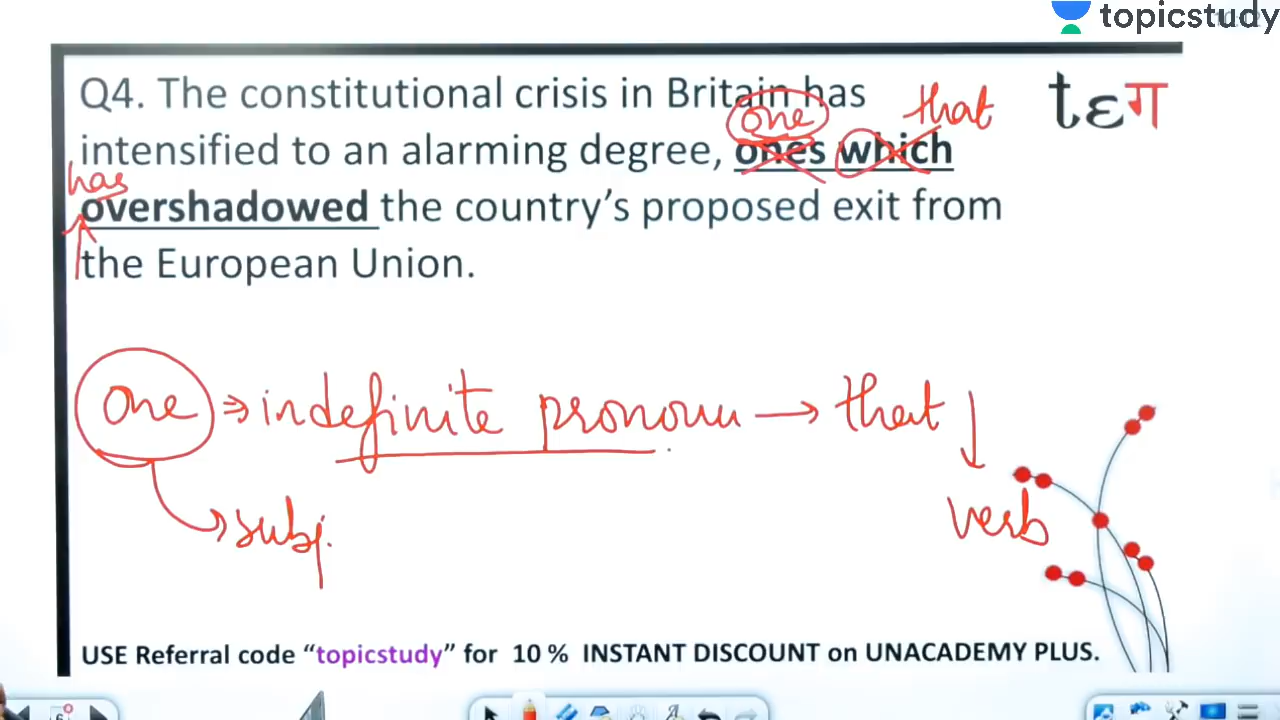 topicstudy
Q4. The constitutional crisis in Britain has
one that
intensified to an alarming degree, ones which
has
overshadowed the country's proposed exit from
the European Union.
tεग
one ⇒ indefinite pronoun → that
verb
subj.
USE Referral code “topicstudy” for 10 % INSTANT DISCOUNT on UNACADEMY PLUS.
6